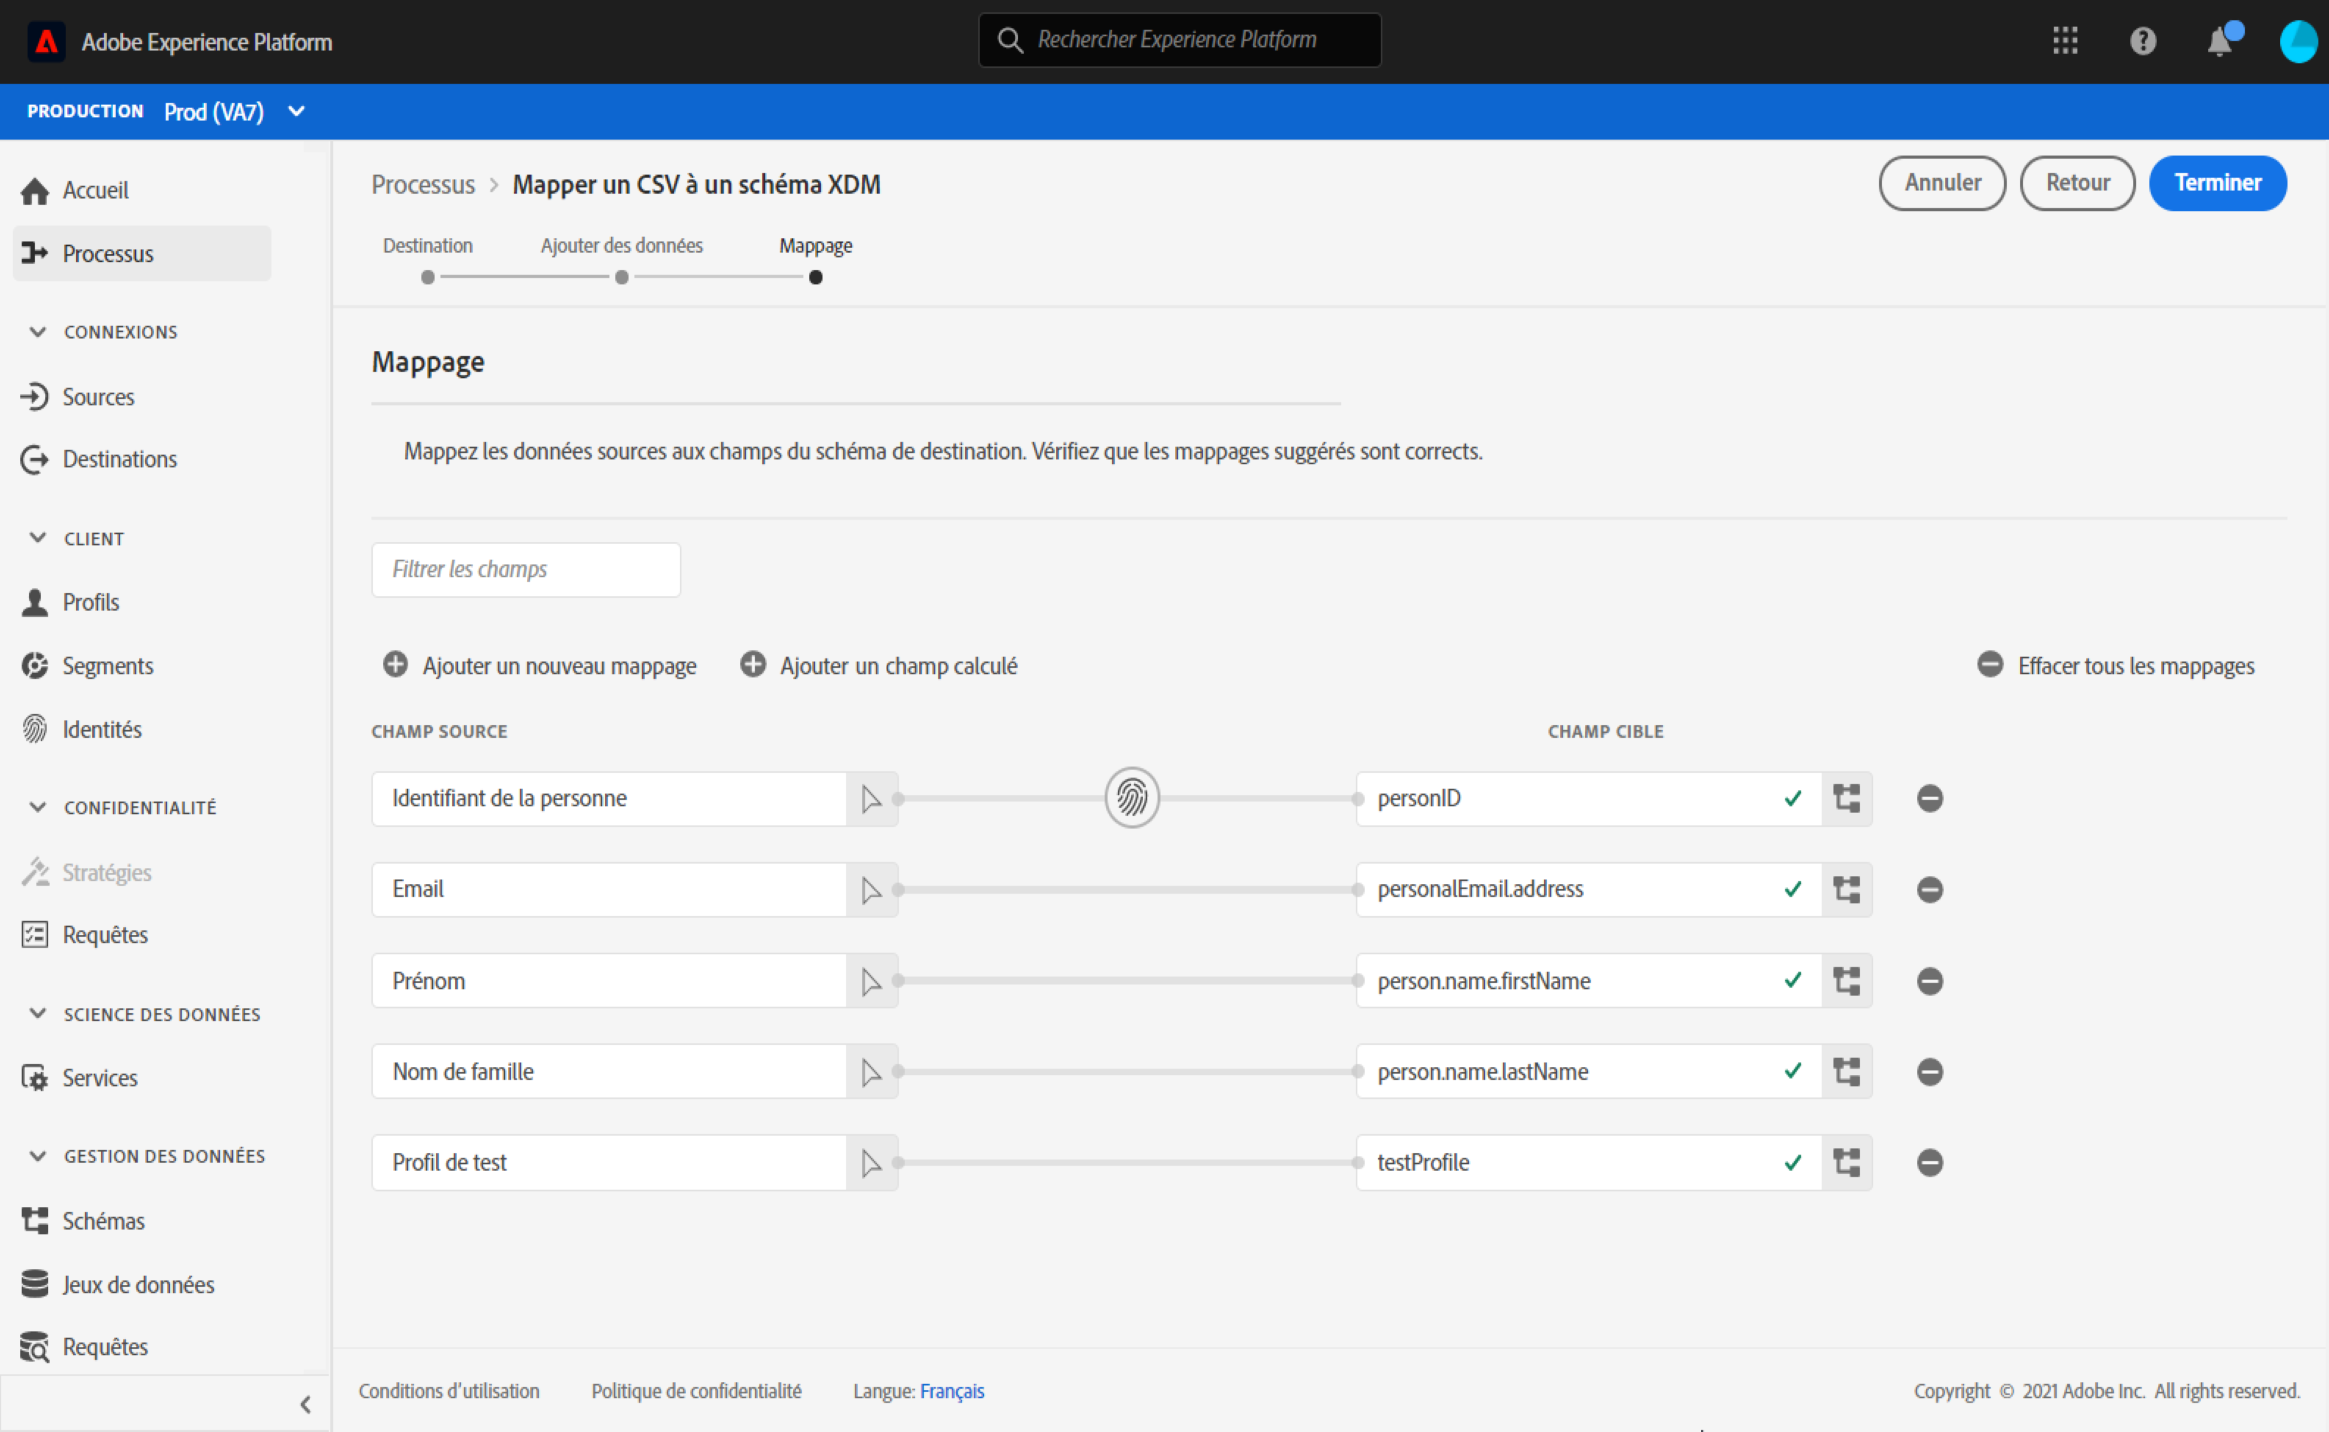 Adobe Experience Platform
Rechercher Experience Platform
PRODUCTION Prod (VA7)
Accueil
Processus
CONNEXIONS
Sources
Destinations
CLIENT
Profils
Segments
Identités
CONFIDENTIALITÉ
Stratégies
Requêtes
SCIENCE DES DONNÉES
Services
GESTION DES DONNÉES
Schémas
Jeux de données
Requêtes
Processus > Mapper un CSV à un schéma XDM
Annuler Retour Terminer
Destination Ajouter des données Mappage
Mappage
Mappez les données sources aux champs du schéma de destination. Vérifiez que les mappages suggérés sont corrects.
Filtrer les champs
Ajouter un nouveau mappage Ajouter un champ calculé Effacer tous les mappages
CHAMP SOURCE CHAMP CIBLE
Identifiant de la personne personID
Email personalEmail.address
Prénom person.name.firstName
Nom de famille person.name.lastName
Profil de test testProfile
Conditions d'utilisation Politique de confidentialité Langue: Français Copyright © 2021 Adobe Inc. All rights reserved.